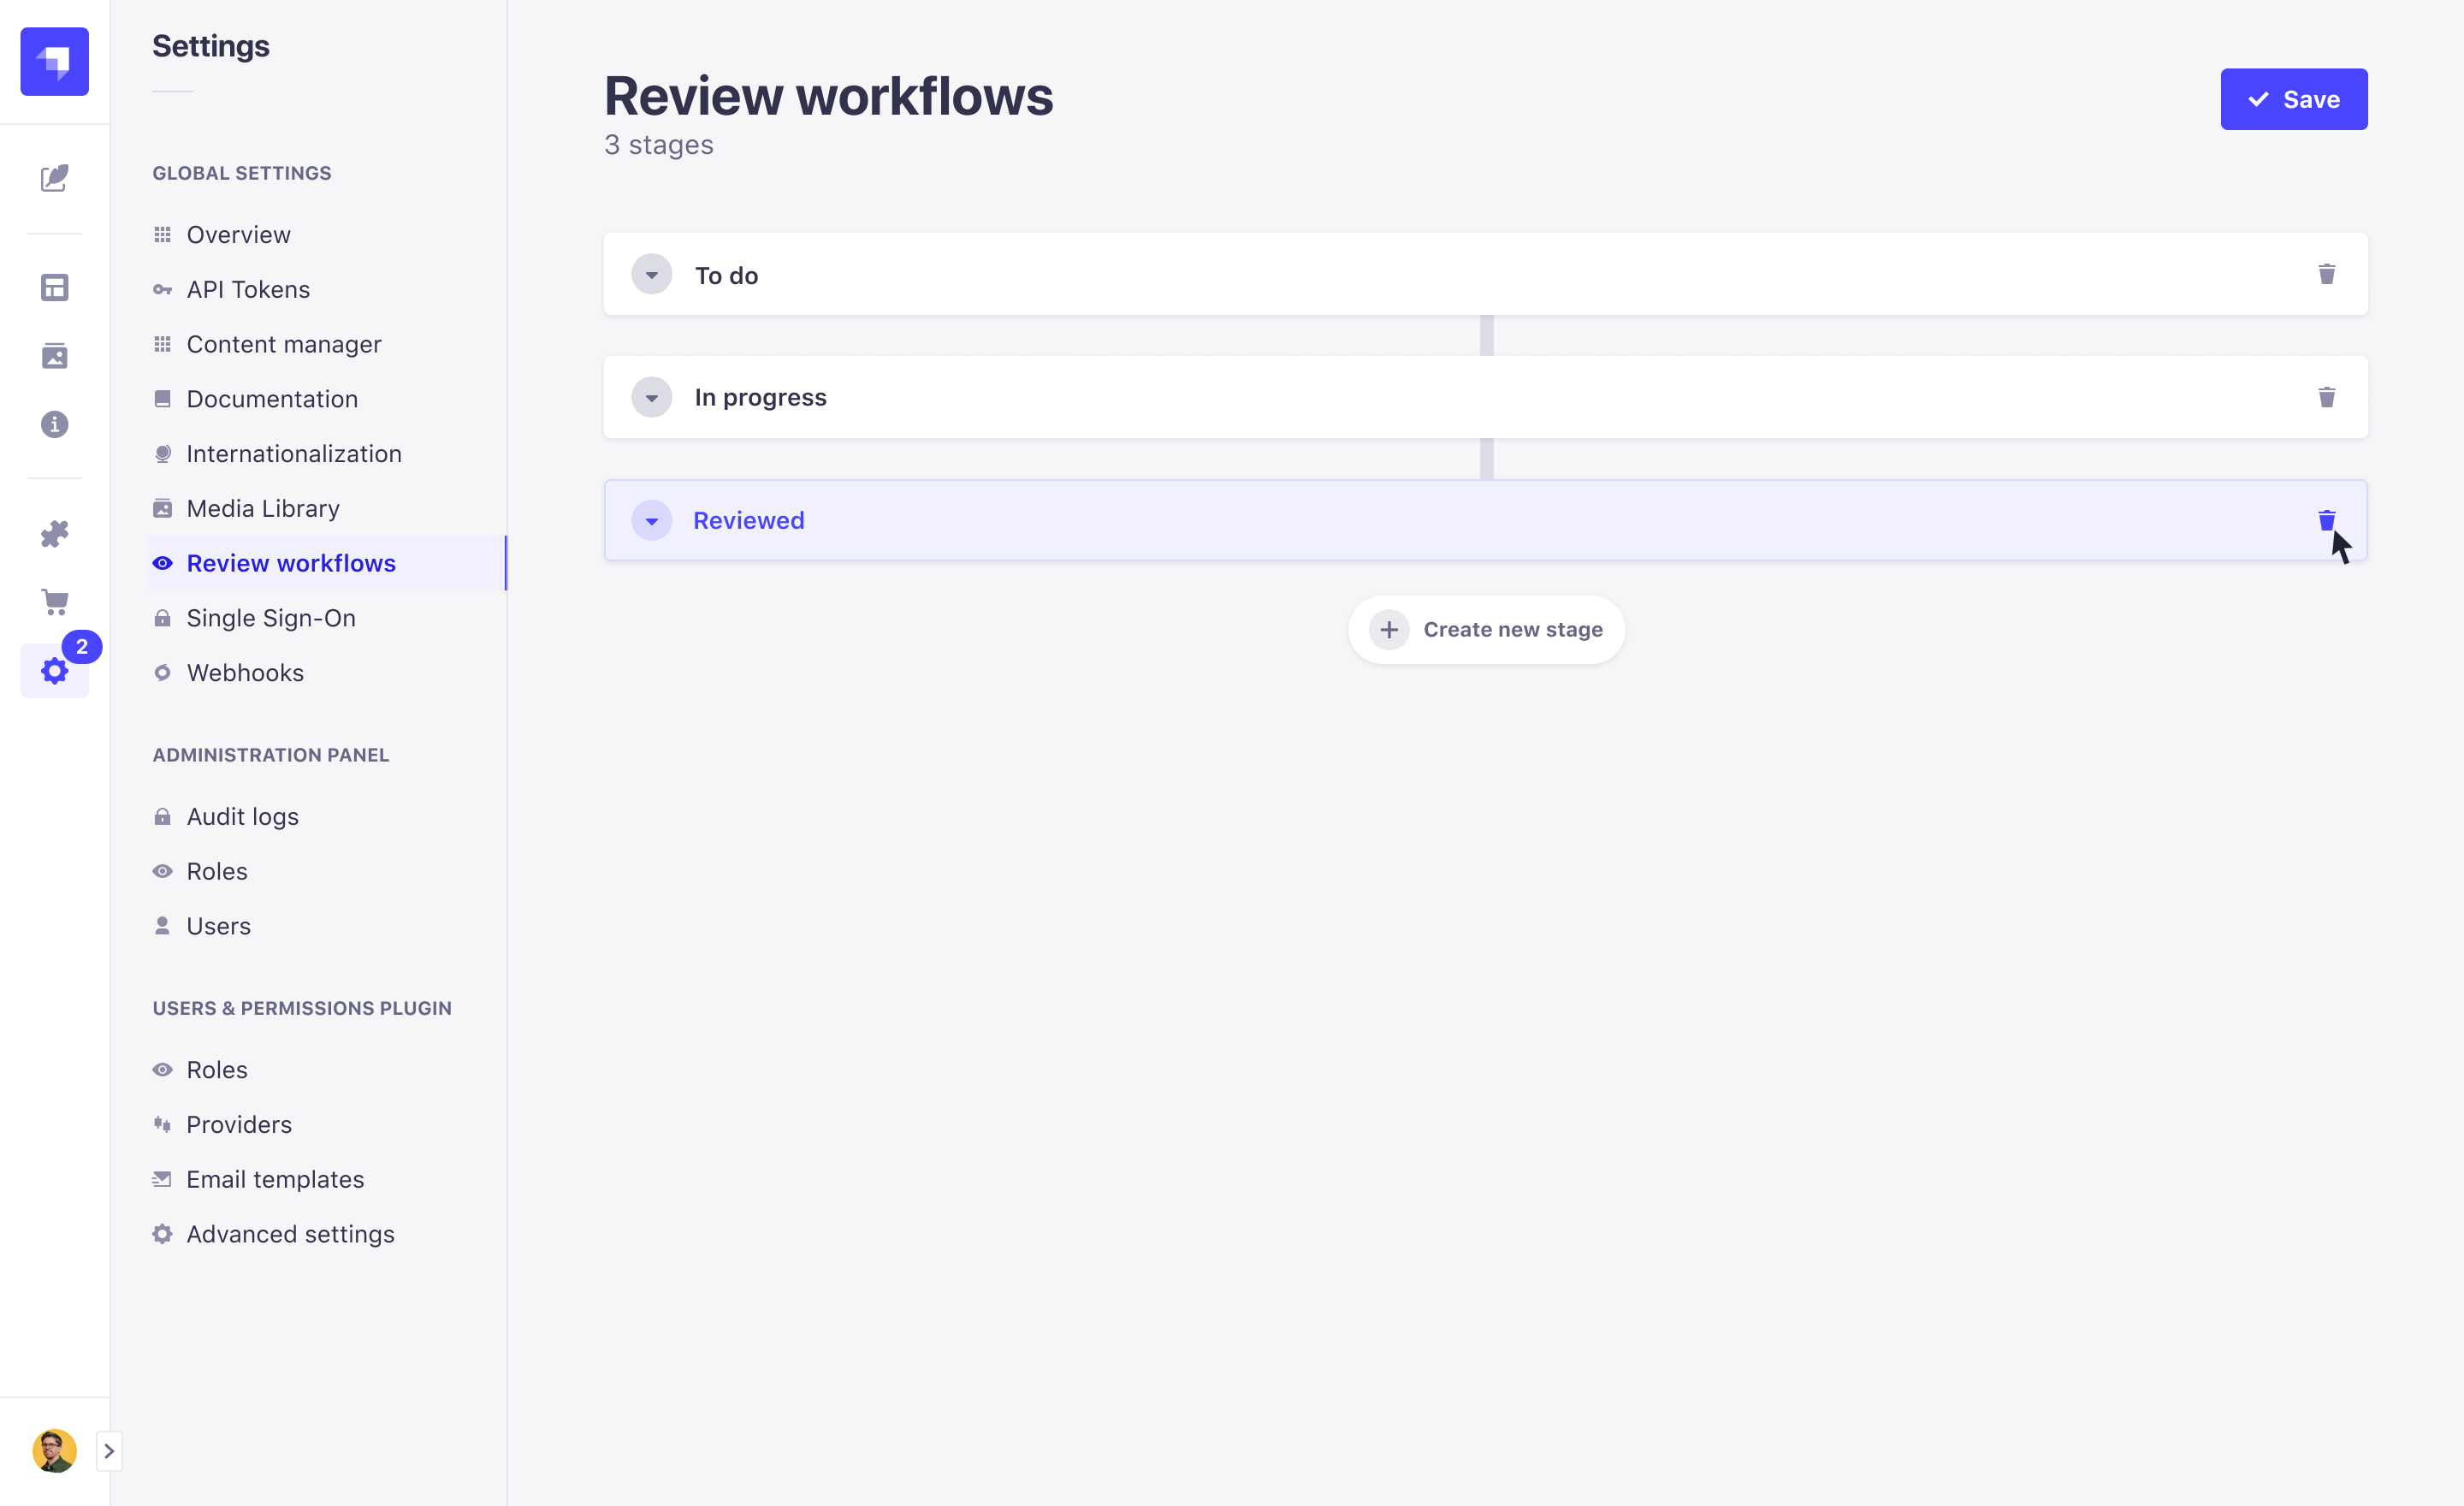 Settings
GLOBAL SETTINGS
Overview
API Tokens
Content manager
Documentation
Internationalization
Media Library
Review workflows
Single Sign-On
Webhooks
2
ADMINISTRATION PANEL
Audit logs
Roles
Users
USERS & PERMISSIONS PLUGIN
Roles
Providers
Email templates
Advanced settings
Review workflows
3 stages
Save
To do
In progress
Reviewed
Create new stage